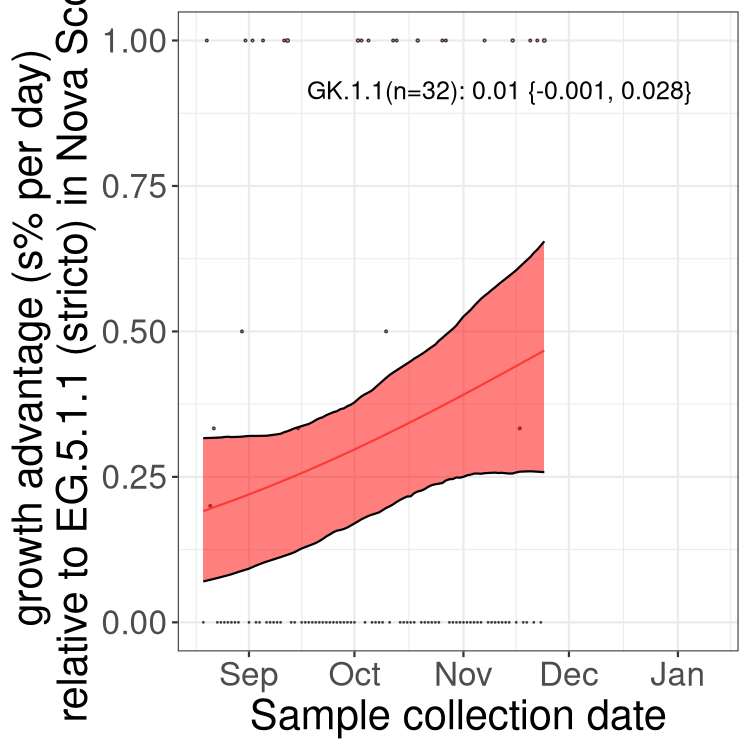 growth advantage (s% per day)
relative to EG.5.1.1 (stricto) in Nova Sco
1.00
0.75
0.50
0.25
0.00
GK.1.1(n=32): 0.01 {-0.001, 0.028}
Sep Oct Nov Dec Jan
Sample collection date